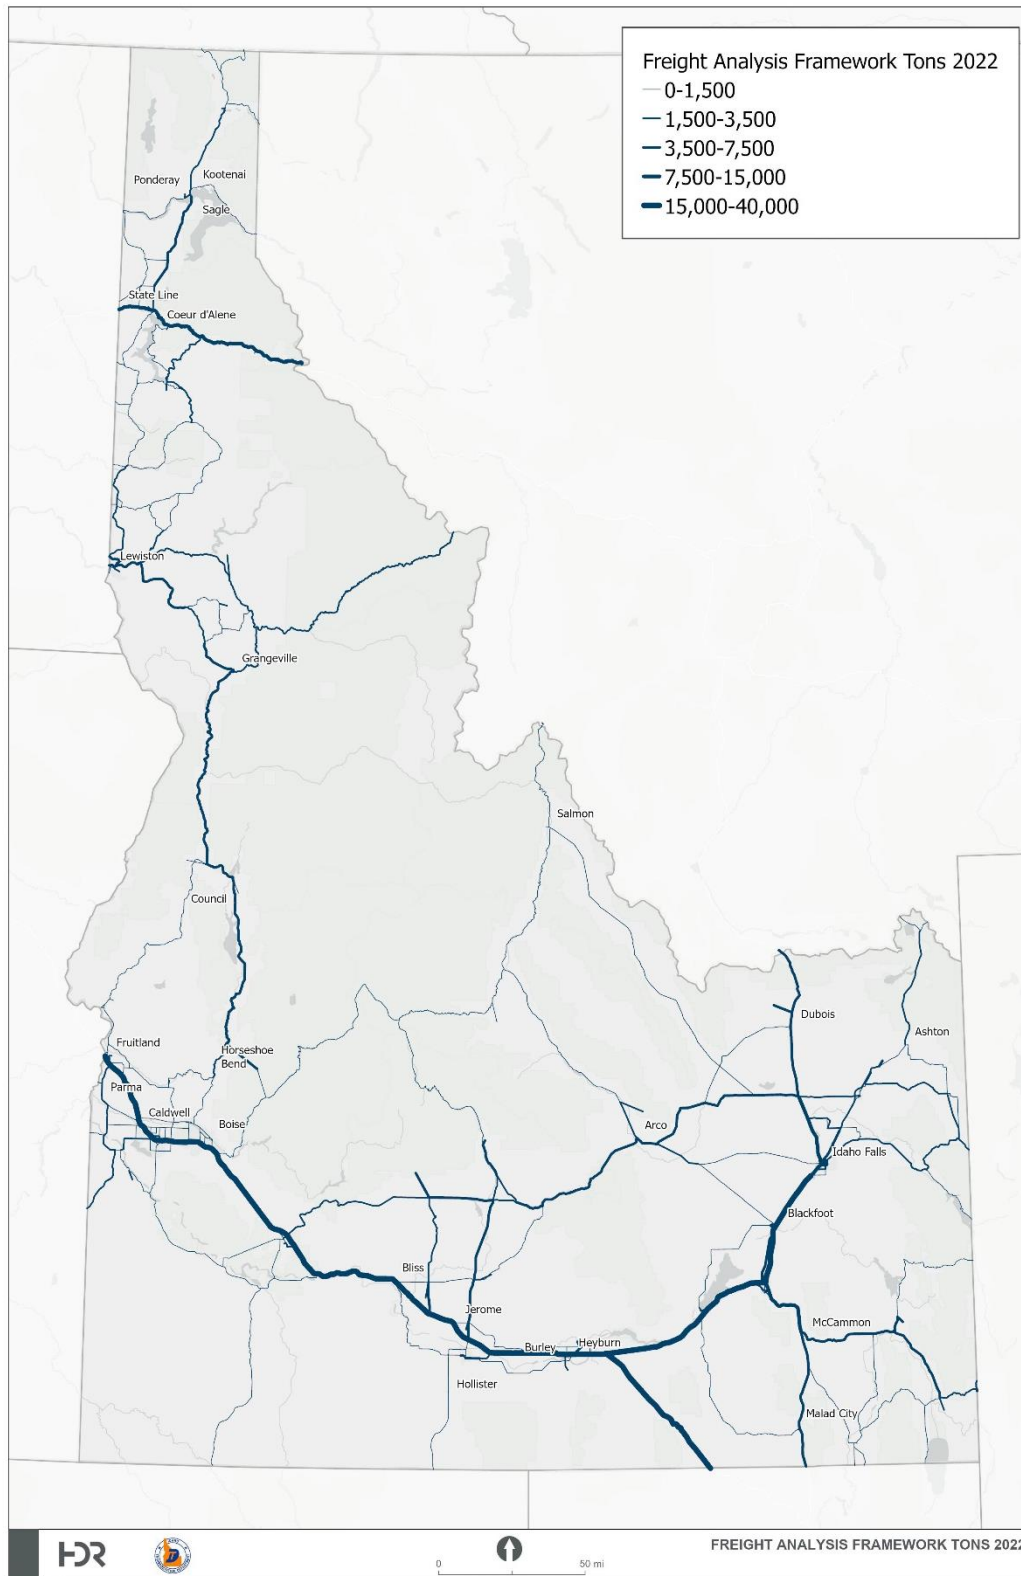 Freight Analysis Framework Tons 2022
0-1,500
1,500-3,500
3,500-7,500
7,500-15,000
15,000-40,000
Ponderay
Kootenai
Sagle
State Line
Coeur d'Alene
Lewiston
Grangeville
Salmon
Council
Dubois
Ashton
Fruitland
Horseshoe
Bend
Parma
Caldwell
Boise
Arco
Idaho Falls
Blackfoot
Bliss
Jerome
McCammon
Burley
Heyburn
Hollister
Malad City
HDR
0
50 mi
FREIGHT ANALYSIS FRAMEWORK TONS 2022